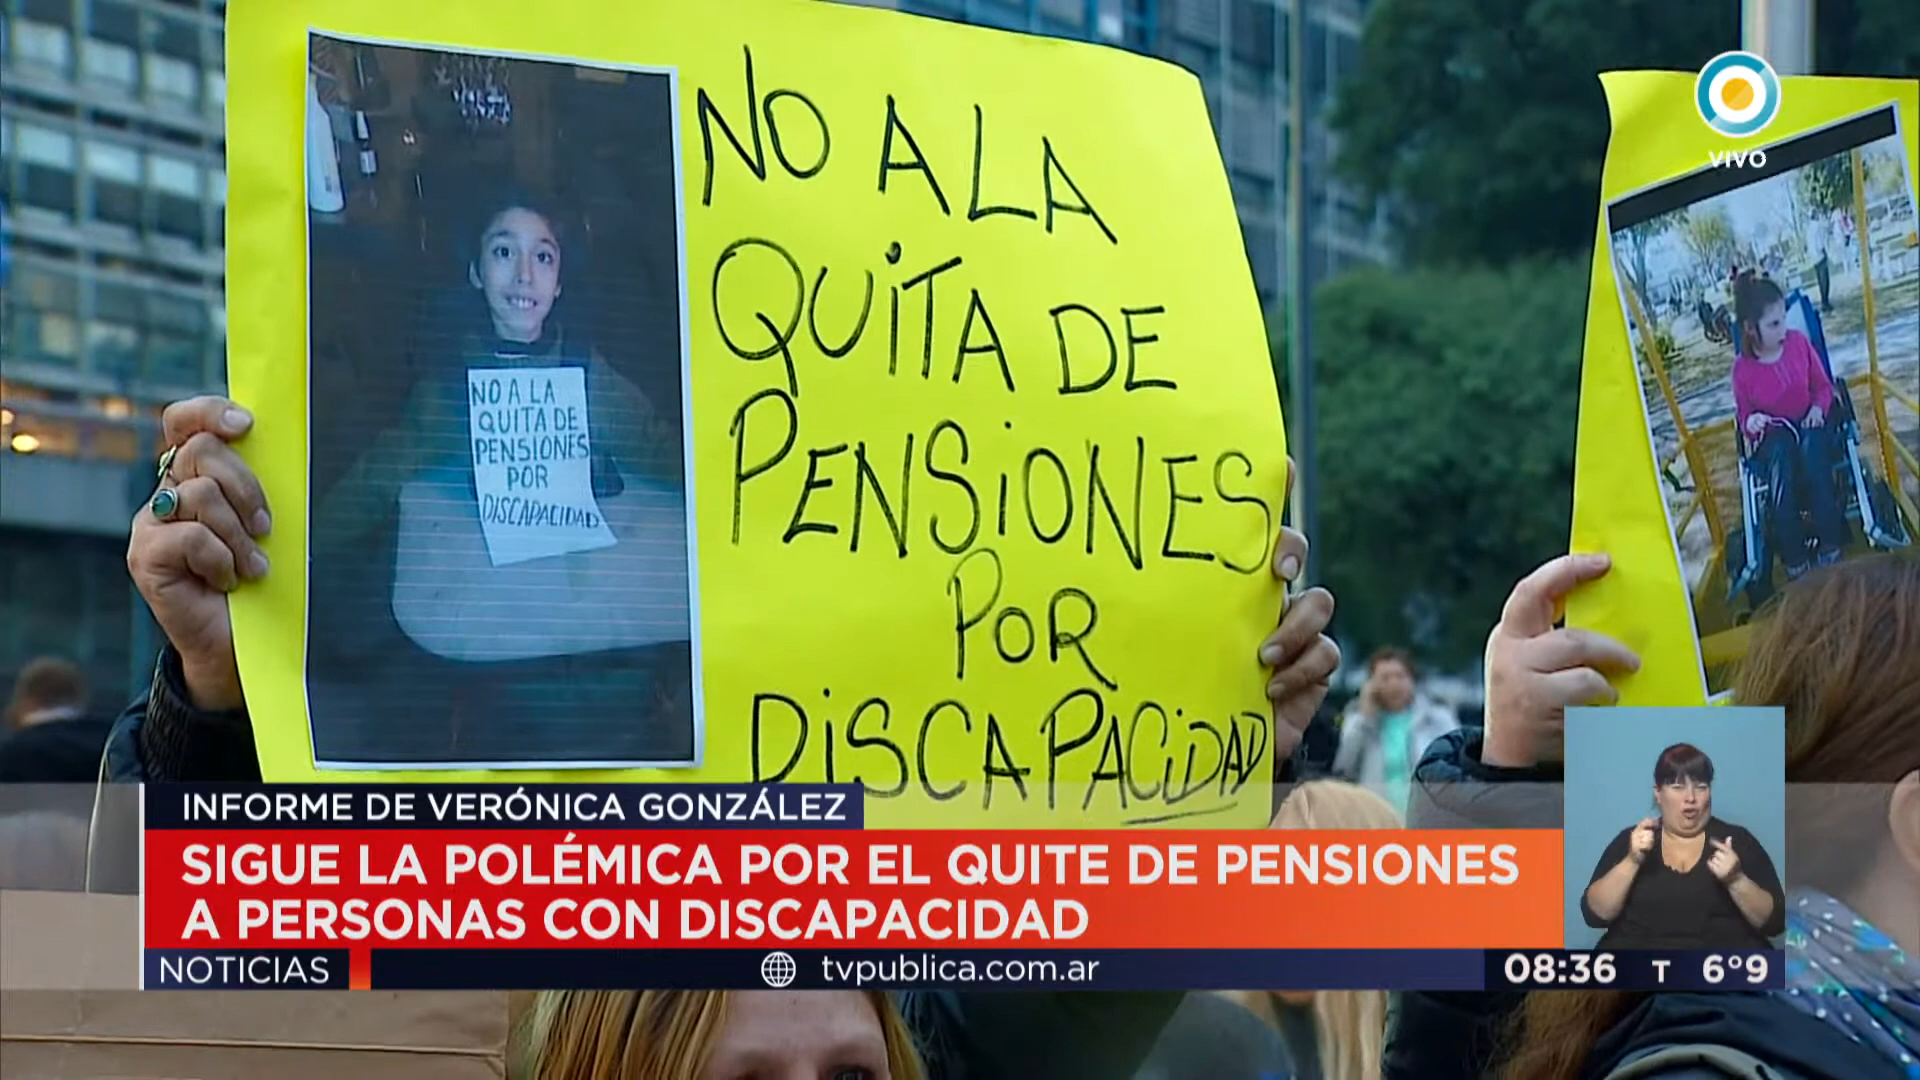 VIVO
NO A LA
QUITA DE
PENSIONES
POR
DISCAPACIDAD
NO A LA
QUITA DE
PENSIONES
POR
DISCAPACIDAD
INFORME DE VERÓNICA GONZÁLEZ
SIGUE LA POLÉMICA POR EL QUITE DE PENSIONES
A PERSONAS CON DISCAPACIDAD
NOTICIAS
tvpublica.com.ar
08:36 T 6°9